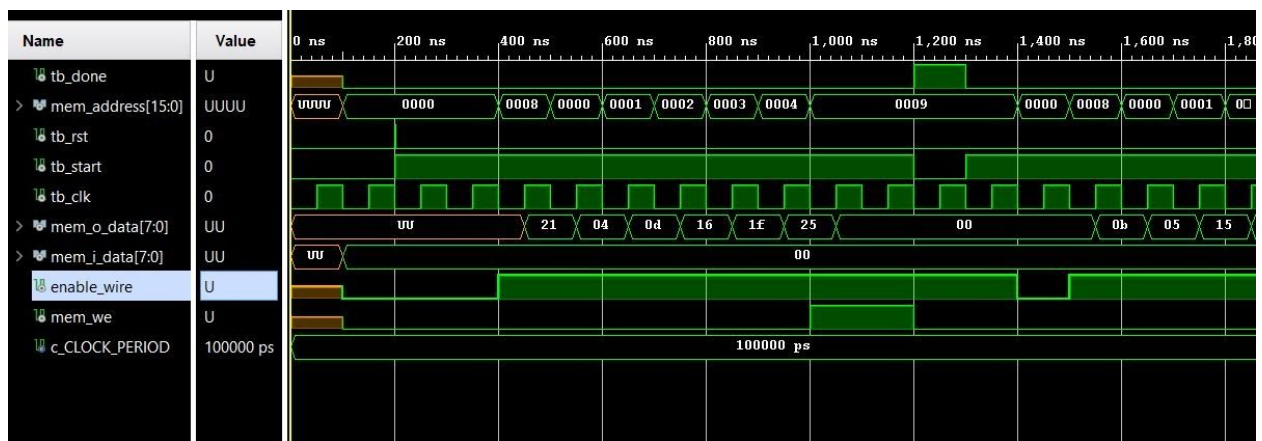 Name Value 0 ns 200 ns 400 ns 600 ns 800 ns 1,000 ns 1,200 ns 1,400 ns 1,600 ns 1,80
tb_done U
mem_address[15:0] UUUU UUUU 0000 0008 0000 0001 0002 0003 0004 0009 0000 0008 0000 0001 0
tb_rst 0
tb_start 0
tb_clk 0
mem_o_data[7:0] UU UU 21 04 0d 16 1f 25 00 0b 05 15
mem_i_data[7:0] UU UU 00
enable_wire U
mem_we U
c_CLOCK_PERIOD 100000 ps 100000 ps